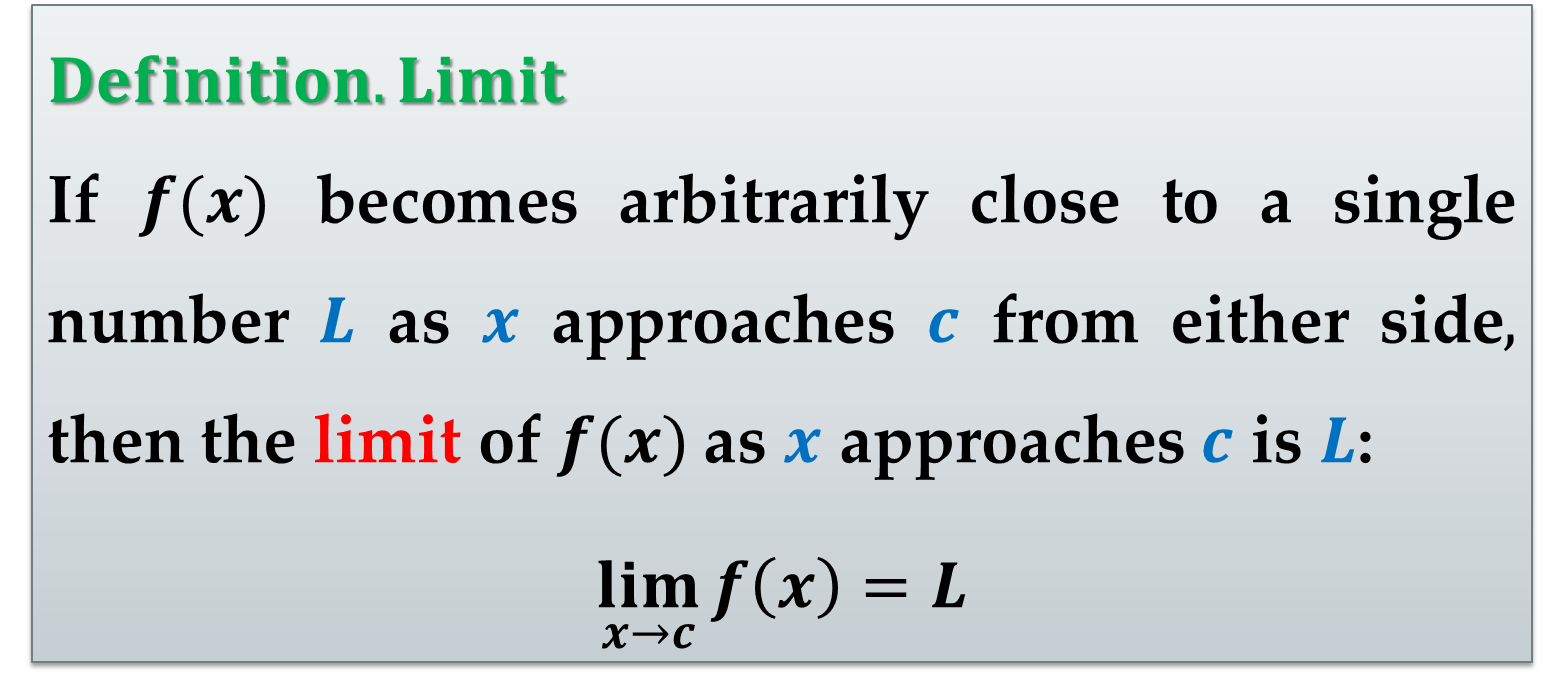 Definition. Limit
If f(x) becomes arbitrarily close to a single
number L as x approaches c from either side,
then the limit of f(x) as x approaches c is L:
lim f(x) = L
x→c